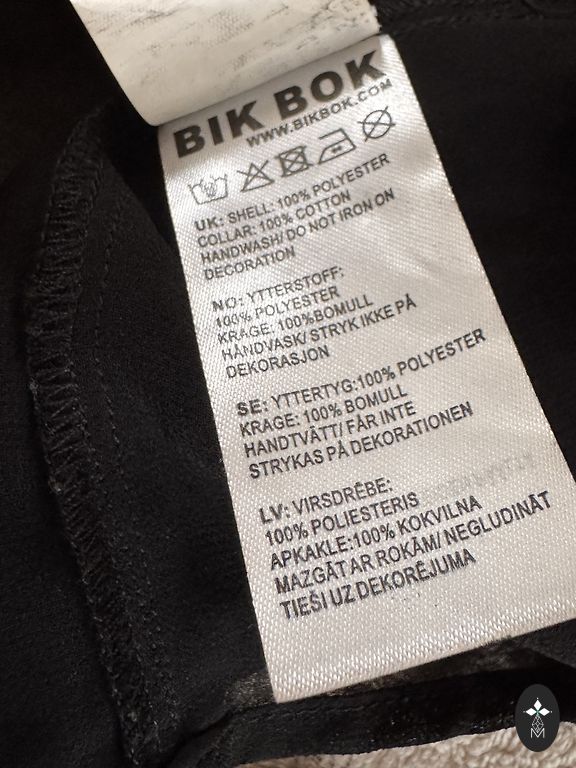 BIK BOK
WWW.BIKBOK.COM
UK: SHELL: 100% POLYESTER
COLLAR: 100% COTTON
HANDWASH/ DO NOT IRON ON
DECORATION
NO: YTTERSTOFF:
100% POLYESTER
KRAGE: 100%BOMULL
HÅNDVASK/ STRYK IKKE PÅ
DEKORASJON
SE: YTTERTYG:100% POLYESTER
KRAGE: 100% BOMULL
HANDTVÄTT/ FÅR INTE
STRYKAS PÅ DEKORATIONEN
LV: VIRSDRĒBE:
100% POLIESTERIS
APKAKLE:100% KOKVILNA
MAZGĀT AR ROKĀM/ NEGLUDINĀT
TIEŠI UZ DEKORĒJUMA